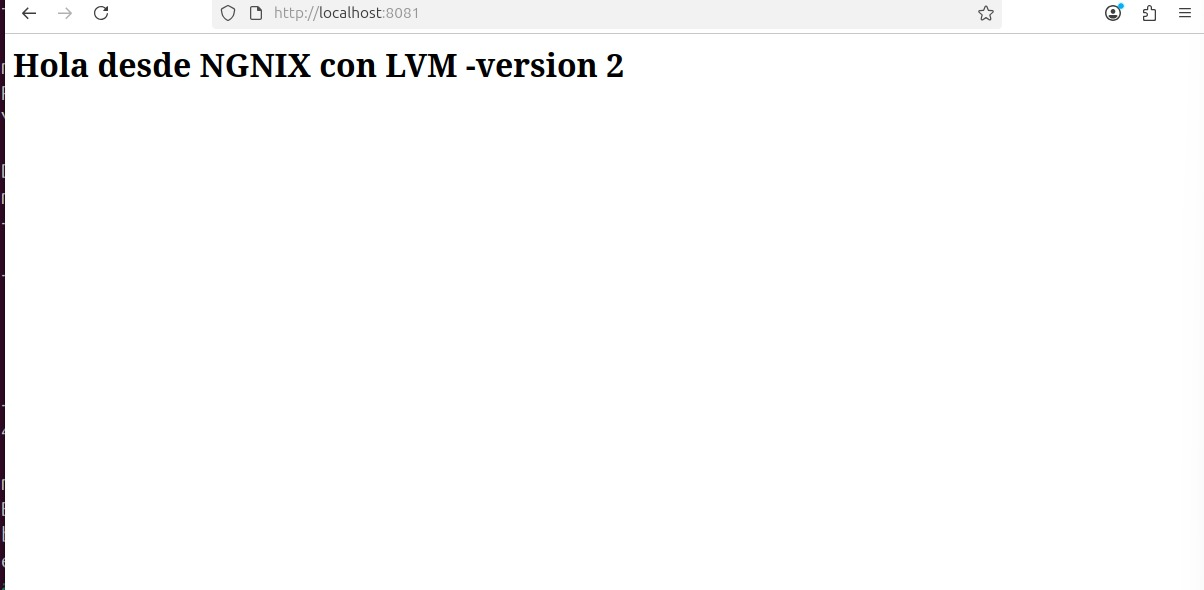 http://localhost:8081
Hola desde NGNIX con LVM -version 2